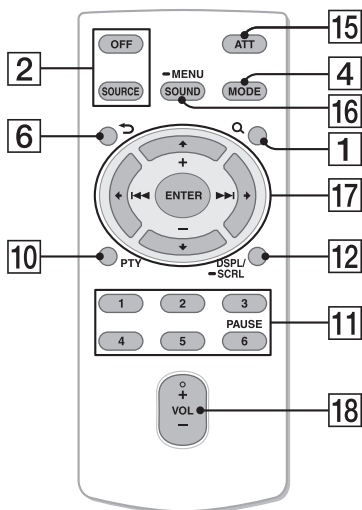 OFF
ATT
15
2
–MENU
4
SOURCE
SOUND
MODE
16
6
1
+
ENTER
17
–
10
PTY
DSPL/
–SCRL
12
1
2
3
PAUSE
11
4
5
6
+
VOL
–
18